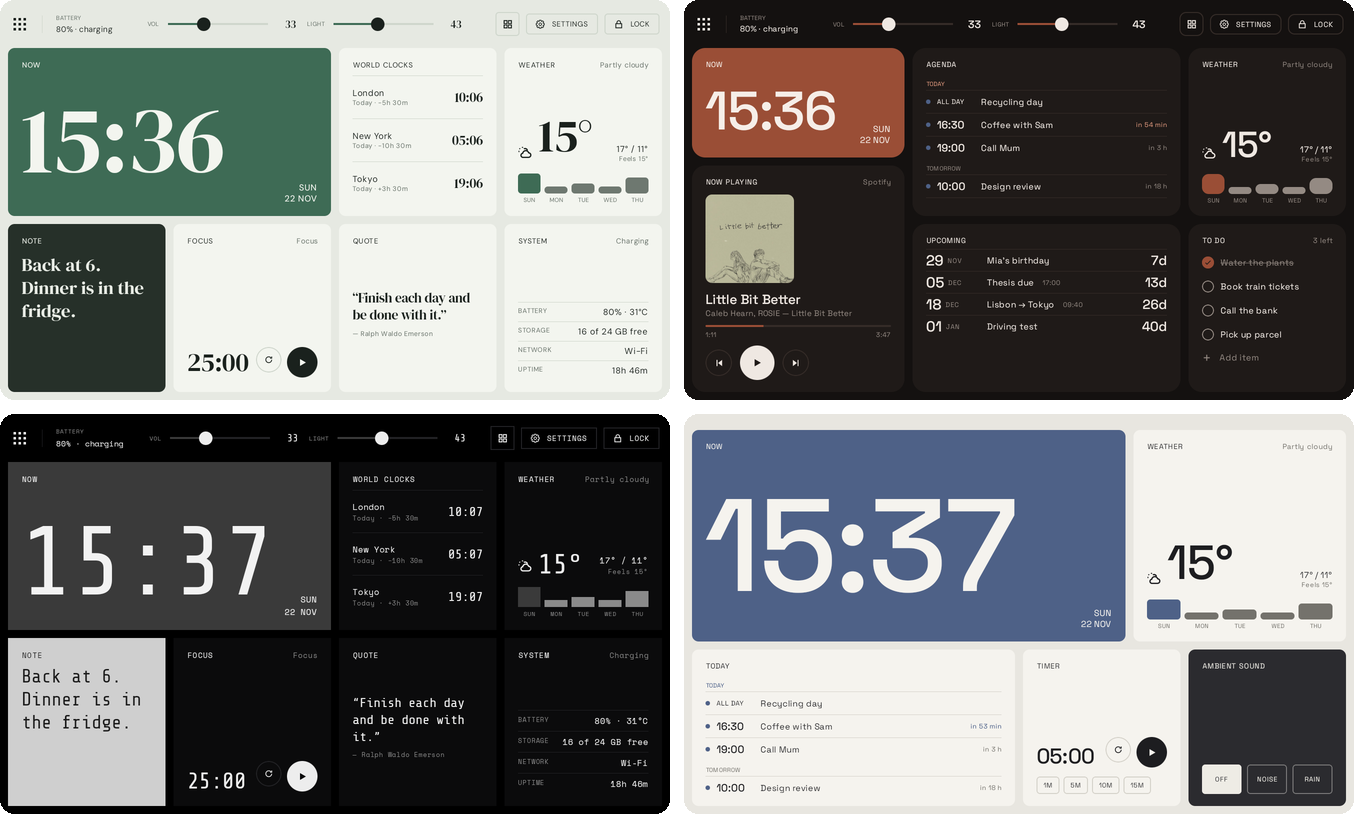 BATTERY
80% · charging
VOL
33
LIGHT
43
SETTINGS
LOCK
NOW
15:36
SUN
22 NOV
WORLD CLOCKS
London
Today · −5h 30m
10:06
New York
Today · −10h 30m
05:06
Tokyo
Today · +3h 30m
19:06
WEATHER
Partly cloudy
15°
17° / 11°
Feels 15°
SUN MON TUE WED THU
NOTE
Back at 6.
Dinner is in the
fridge.
FOCUS
Focus
25:00
QUOTE
“Finish each day and
be done with it.”
— Ralph Waldo Emerson
SYSTEM
Charging
BATTERY 80% · 31°C
STORAGE 16 of 24 GB free
NETWORK Wi-Fi
UPTIME 18h 46m
BATTERY
80% · charging
VOL
33
LIGHT
43
SETTINGS
LOCK
NOW
15:36
SUN
22 NOV
NOW PLAYING
Spotify
Little bit better
Little Bit Better
Caleb Hearn, ROSIE — Little Bit Better
1:11
3:47
AGENDA
TODAY
ALL DAY Recycling day
16:30 Coffee with Sam in 54 min
19:00 Call Mum in 3 h
TOMORROW
10:00 Design review in 18 h
UPCOMING
29 NOV Mia's birthday 7d
05 DEC Thesis due 17:00 13d
18 DEC Lisbon → Tokyo 09:40 26d
01 JAN Driving test 40d
WEATHER
Partly cloudy
15°
17° / 11°
Feels 15°
SUN MON TUE WED THU
TO DO
3 left
Water the plants
Book train tickets
Call the bank
Pick up parcel
+ Add item
BATTERY
80% · charging
VOL
33
LIGHT
43
SETTINGS
LOCK
NOW
15:37
SUN
22 NOV
WORLD CLOCKS
London
Today · −5h 30m
10:07
New York
Today · −10h 30m
05:07
Tokyo
Today · +3h 30m
19:07
WEATHER
Partly cloudy
15°
17° / 11°
Feels 15°
SUN MON TUE WED THU
NOTE
Back at 6.
Dinner is in
the fridge.
FOCUS
Focus
25:00
QUOTE
“Finish each day
and be done with
it.”
— Ralph Waldo Emerson
SYSTEM
Charging
BATTERY 80% · 31°C
STORAGE 16 of 24 GB free
NETWORK Wi-Fi
UPTIME 18h 46m
NOW
15:37
SUN
22 NOV
WEATHER
Partly cloudy
15°
17° / 11°
Feels 15°
SUN MON TUE WED THU
TODAY
TODAY
ALL DAY Recycling day
16:30 Coffee with Sam in 53 min
19:00 Call Mum in 3 h
TOMORROW
10:00 Design review in 18 h
TIMER
05:00
1M 5M 10M 15M
AMBIENT SOUND
OFF NOISE RAIN